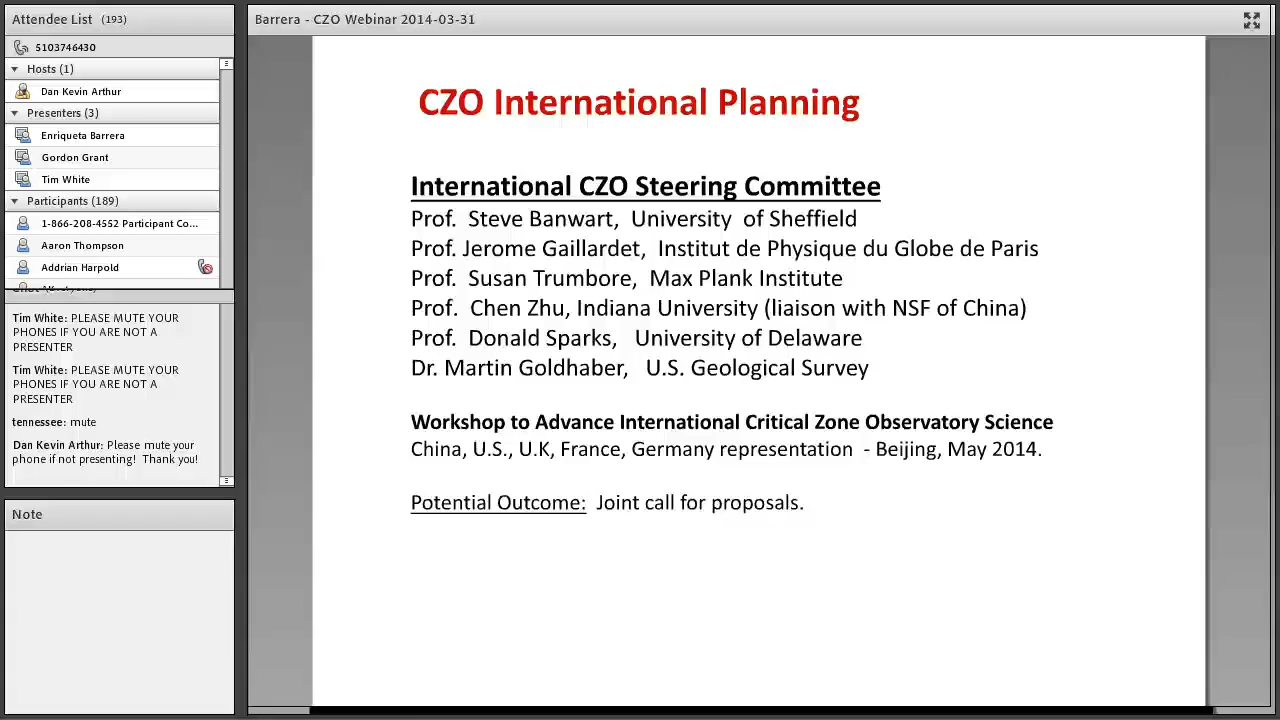 Attendee List (193)
5103746430
Hosts (1)
Dan Kevin Arthur
Presenters (3)
Enriqueta Barrera
Gordon Grant
Tim White
Participants (189)
1-866-208-4552 Participant Co...
Aaron Thompson
Addrian Harpold
Tim White: PLEASE MUTE YOUR
PHONES IF YOU ARE NOT A
PRESENTER
Tim White: PLEASE MUTE YOUR
PHONES IF YOU ARE NOT A
PRESENTER
tennessee: mute
Dan Kevin Arthur: Please mute your
phone if not presenting! Thank you!
Note
Barrera - CZO Webinar 2014-03-31
CZO International Planning
International CZO Steering Committee
Prof. Steve Banwart, University of Sheffield
Prof. Jerome Gaillardet, Institut de Physique du Globe de Paris
Prof. Susan Trumbore, Max Plank Institute
Prof. Chen Zhu, Indiana University (liaison with NSF of China)
Prof. Donald Sparks, University of Delaware
Dr. Martin Goldhaber, U.S. Geological Survey
Workshop to Advance International Critical Zone Observatory Science
China, U.S., U.K, France, Germany representation - Beijing, May 2014.
Potential Outcome: Joint call for proposals.